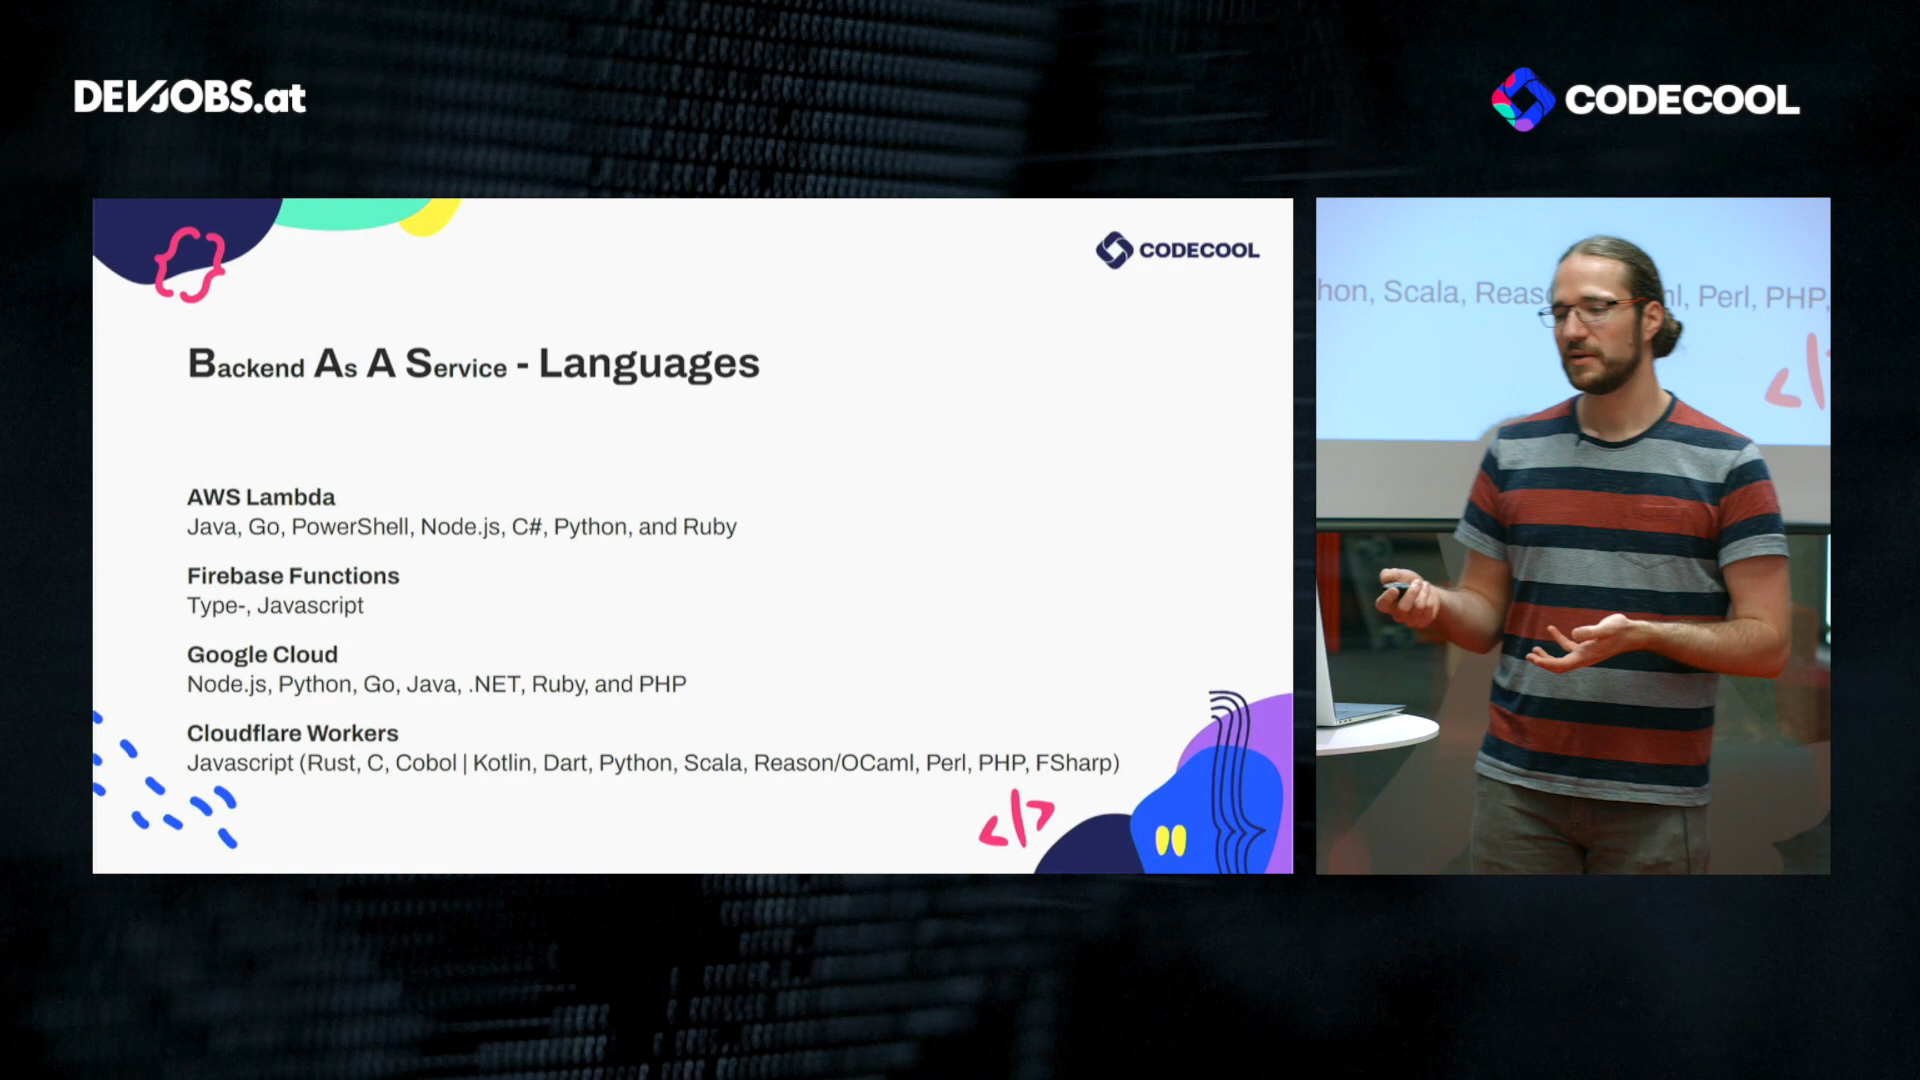 DEVJOBS.at
CODECOOL
CODECOOL
Backend As A Service - Languages
AWS Lambda
Java, Go, PowerShell, Node.js, C#, Python, and Ruby
Firebase Functions
Type-, Javascript
Google Cloud
Node.js, Python, Go, Java, .NET, Ruby, and PHP
Cloudflare Workers
Javascript (Rust, C, Cobol | Kotlin, Dart, Python, Scala, Reason/OCaml, Perl, PHP, FSharp)
hon, Scala, Reas ml, Perl, PHP,